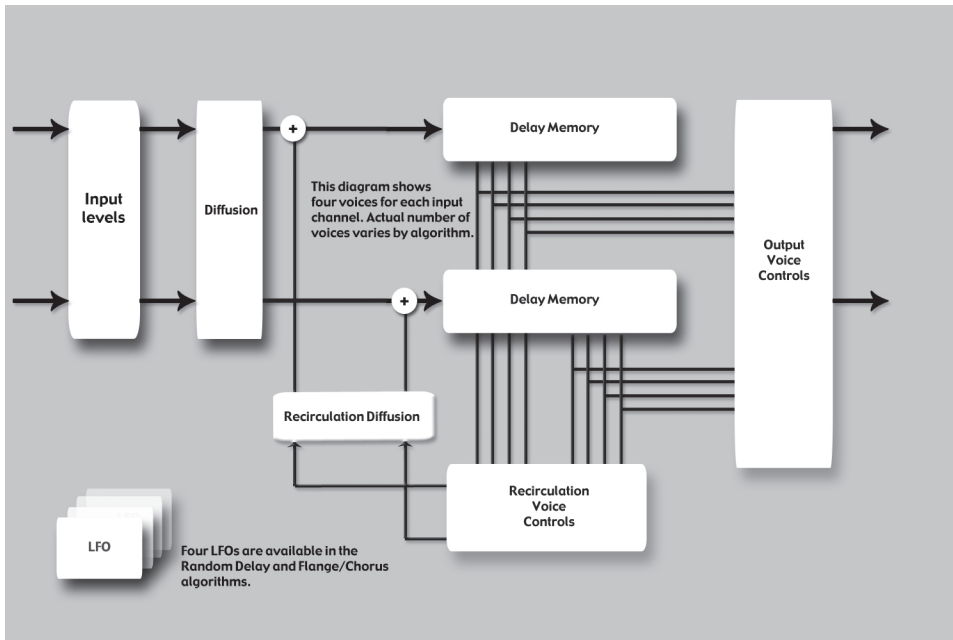 Delay Memory
+
This diagram shows
four voices for each input
channel. Actual number of
voices varies by algorithm.
Input
levels
Diffusion
Output
Voice
Controls
Delay Memory
+
Recirculation Diffusion
Recirculation
Voice
Controls
LFO
Four LFOs are available in the
Random Delay and Flange/Chorus
algorithms.